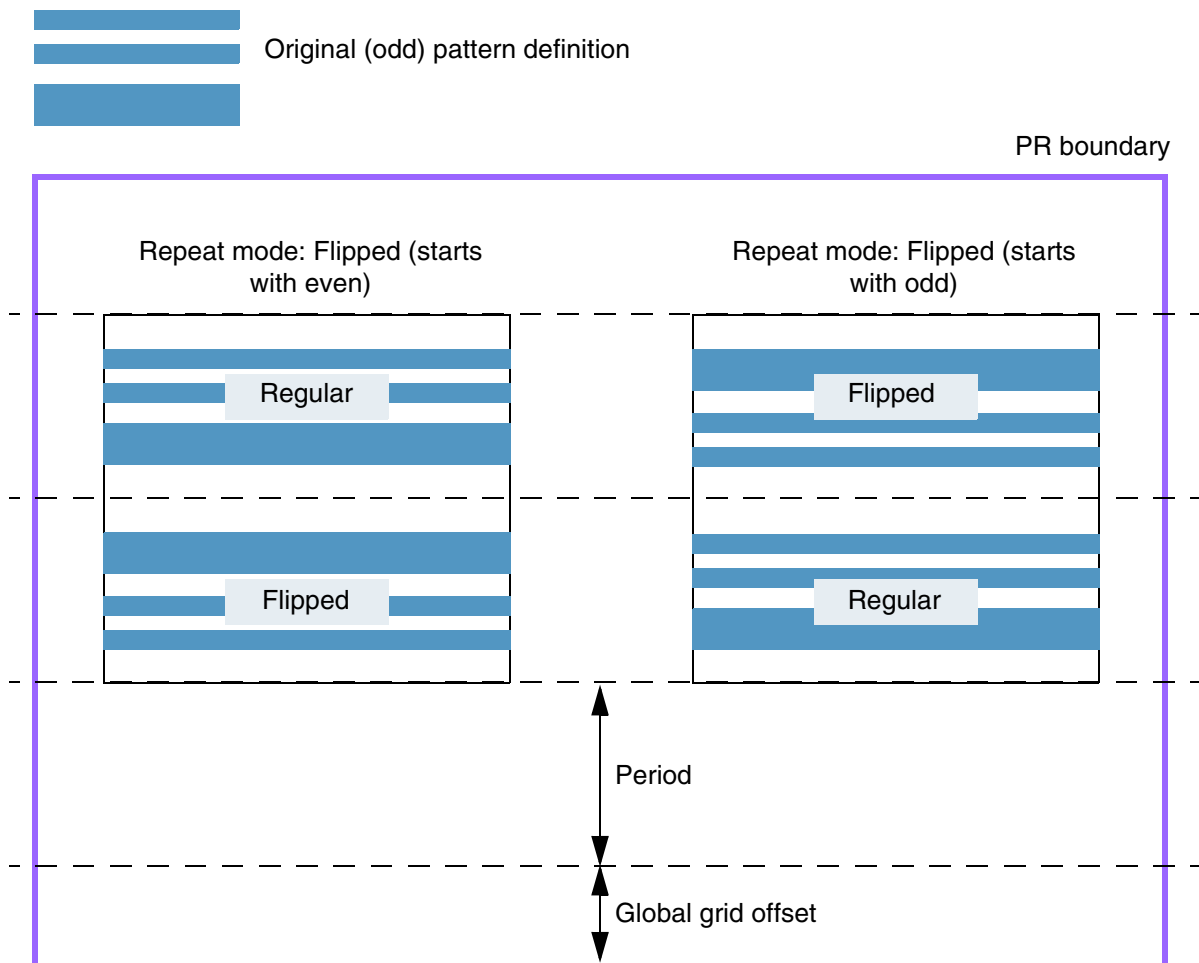 Original (odd) pattern definition
PR boundary
Repeat mode: Flipped (starts
with even)
Repeat mode: Flipped (starts
with odd)
Regular
Flipped
Flipped
Regular
Period
Global grid offset